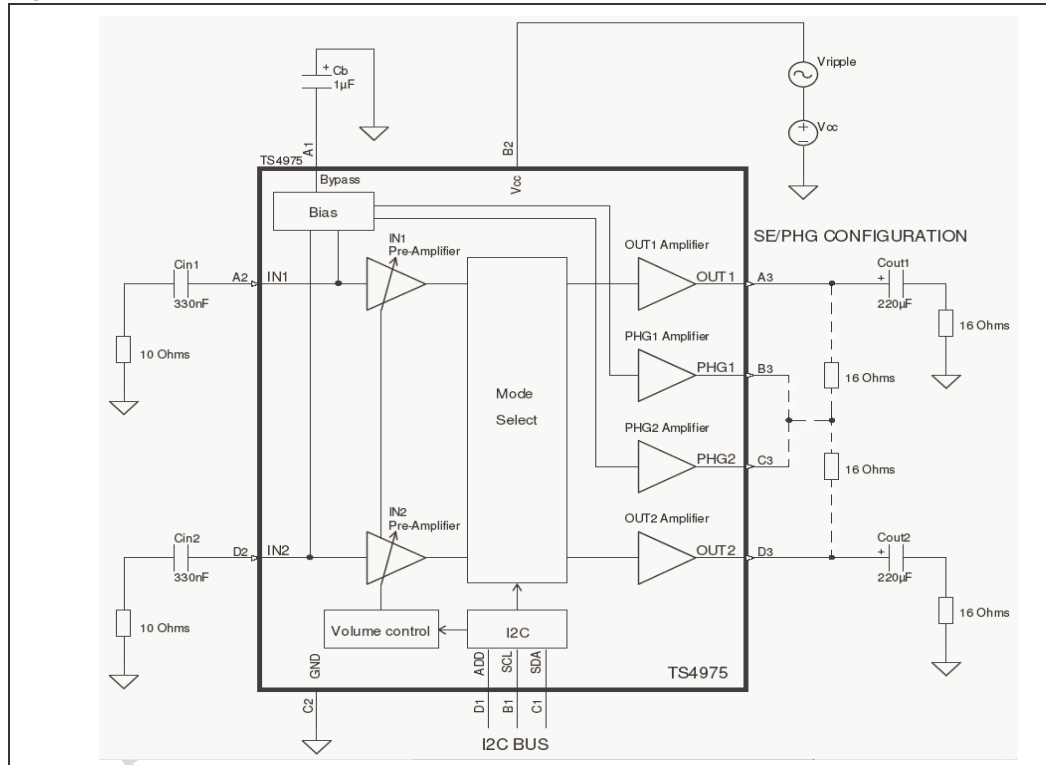 Cb
+
1µF
Vripple
+
Vcc
A1
B2
TS4975
Bypass
Vcc
Bias
IN1
Pre-Amplifier
OUT1 Amplifier
SE/PHG CONFIGURATION
Cin1
A2
IN1
330nF
10 Ohms
OUT1
A3
Cout1
+
220µF
16 Ohms
PHG1 Amplifier
PHG1
B3
16 Ohms
Mode
Select
PHG2 Amplifier
PHG2
C3
16 Ohms
IN2
Pre-Amplifier
OUT2 Amplifier
Cin2
D2
IN2
330nF
10 Ohms
OUT2
D3
Cout2
+
220µF
16 Ohms
Volume control
I2C
GND
ADD
SCL
SDA
TS4975
C2
D1
B1
C1
I2C BUS